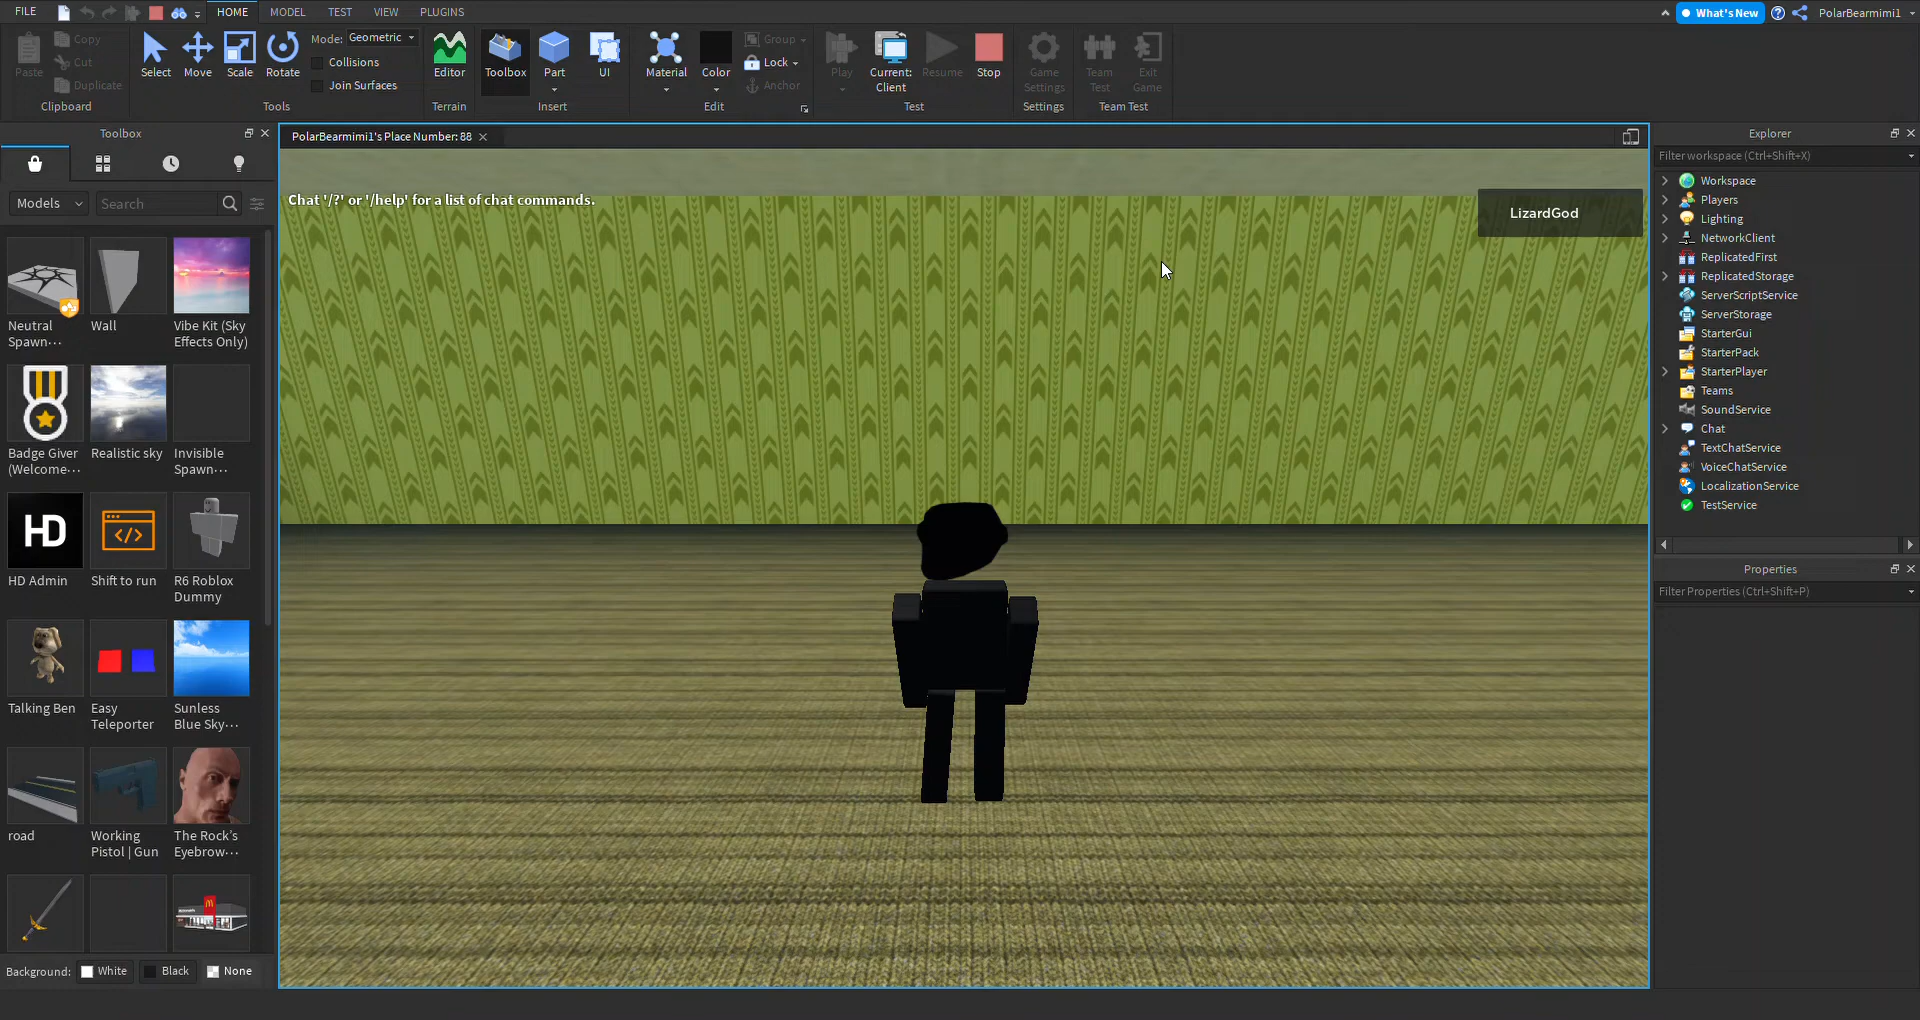 FILE
HOME
MODEL
TEST
VIEW
PLUGINS
What's New
PolarBearmimi1
Paste
Copy
Cut
Duplicate
Clipboard
Select
Move
Scale
Rotate
Mode: Geometric
Collisions
Join Surfaces
Tools
Editor
Terrain
Toolbox
Part
UI
Insert
Material
Color
Group
Lock
Anchor
Edit
Play
Current:
Client
Resume
Stop
Test
Game
Settings
Settings
Team
Test
Exit
Game
Team Test
Toolbox
Models
Search
Neutral
Spawn...
Wall
Vibe Kit (Sky
Effects Only)
Badge Giver
(Welcome...
Realistic sky
Invisible
Spawn...
HD
HD Admin
Shift to run
R6 Roblox
Dummy
Talking Ben
Easy
Teleporter
Sunless
Blue Sky...
road
Working
Pistol | Gun
The Rock's
Eyebrow...
Background:
White
Black
None
PolarBearmimi1's Place Number: 88
Chat '/?' or '/help' for a list of chat commands.
LizardGod
Explorer
Filter workspace (Ctrl+Shift+X)
Workspace
Players
Lighting
NetworkClient
ReplicatedFirst
ReplicatedStorage
ServerScriptService
ServerStorage
StarterGui
StarterPack
StarterPlayer
Teams
SoundService
Chat
TextChatService
VoiceChatService
LocalizationService
TestService
Properties
Filter Properties (Ctrl+Shift+P)